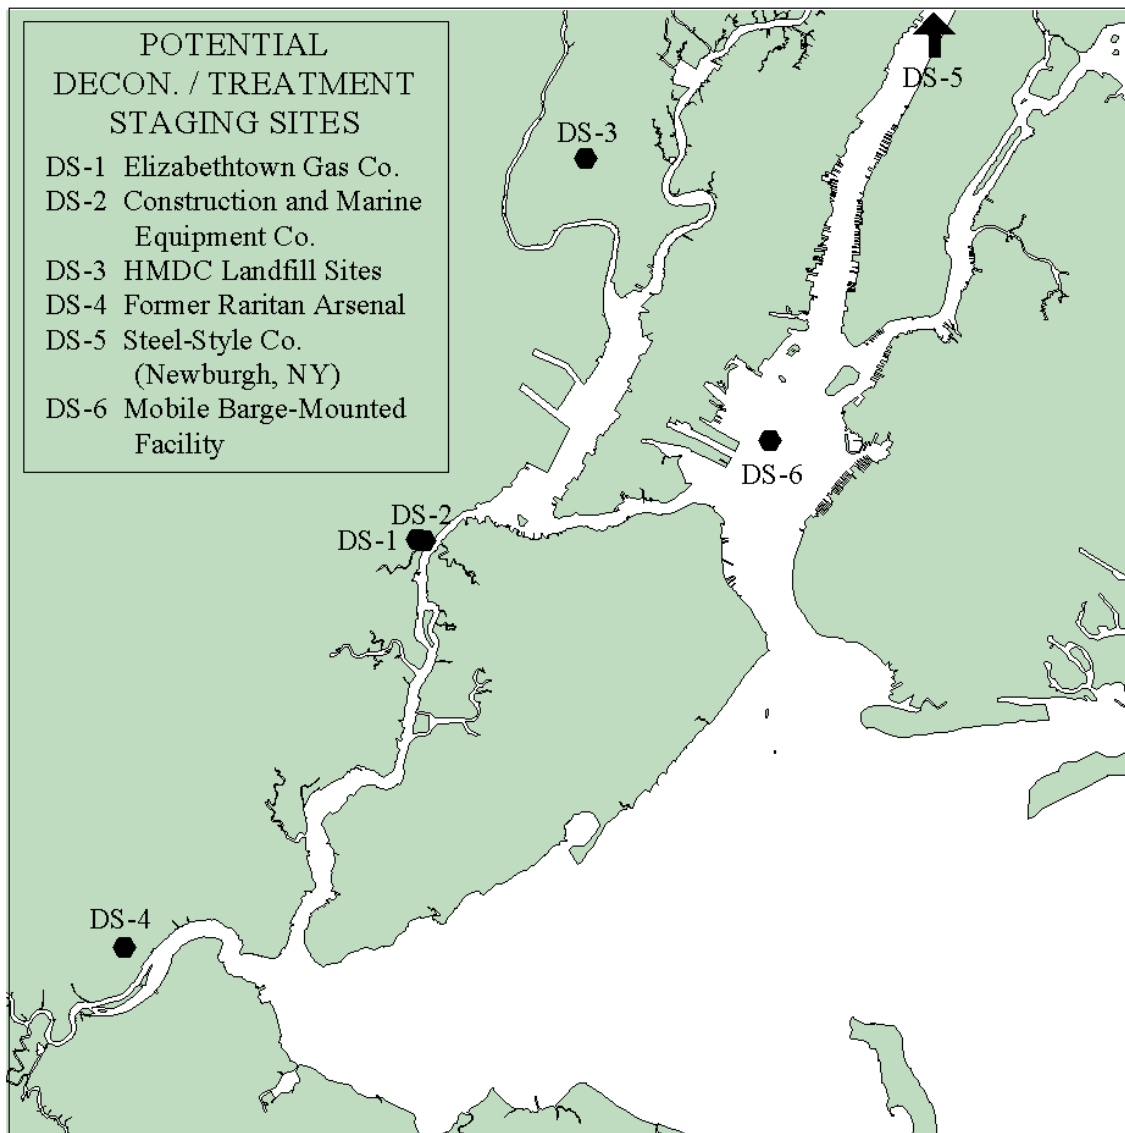 POTENTIAL
DECON. / TREATMENT
STAGING SITES
DS-1 Elizabethtown Gas Co.
DS-2 Construction and Marine
Equipment Co.
DS-3 HMDC Landfill Sites
DS-4 Former Raritan Arsenal
DS-5 Steel-Style Co.
(Newburgh, NY)
DS-6 Mobile Barge-Mounted
Facility
DS-5
DS-3
DS-6
DS-2
DS-1
DS-4